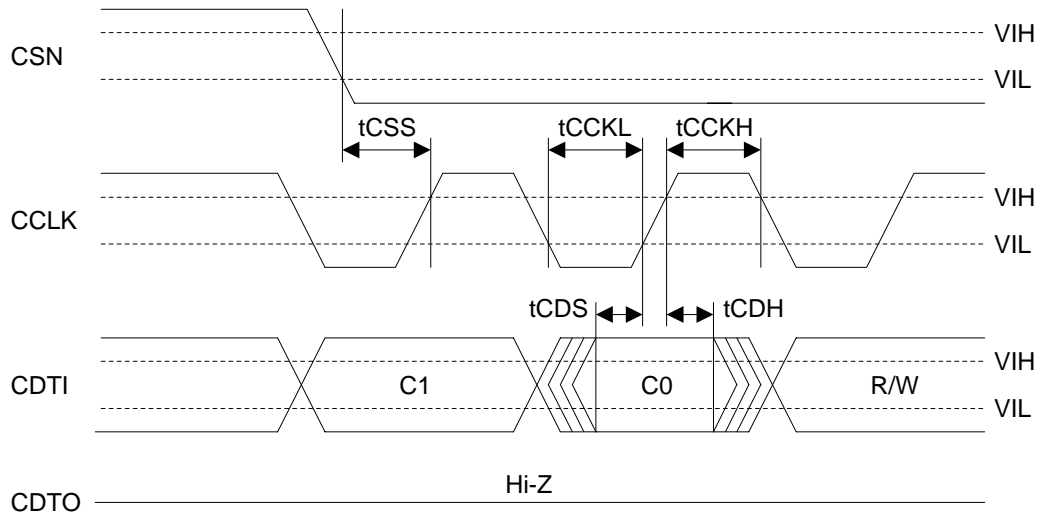 CSN
VIH
VIL
tCSS
tCCKL
tCCKH
CCLK
VIH
VIL
tCDS
tCDH
CDTI
C1
C0
R/W
VIH
VIL
Hi-Z
CDTO